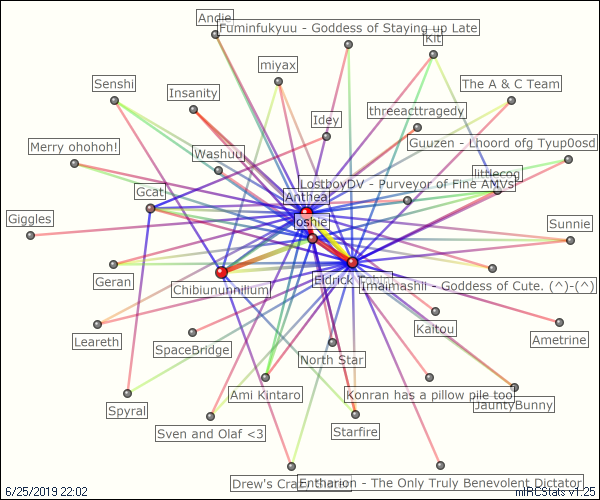 Andie
Fuminfukyuu - Goddess of Staying up Late
Kit
miyax
Senshi
Insanity
The A & C Team
Idey
threeacttragedy
Merry ohohoh!
Washuu
Guuzen - Lhoord ofg Tyup0osd
littlecog
Gcat
Anthea
LostboyDV - Purveyor of Fine AMVs
Giggles
Joshie
Sunnie
Geran
Chibiununnilium
Eldrick
Imamashii - Goddess of Cute. (^)-(^)
Leareth
SpaceBridge
Kaitou
Ametrine
North Star
Spyral
Ami Kintaro
Konran has a pillow pile too
JauntyBunny
Sven and Olaf <3
Starfire
Drew's
Entharion - The Only Truly Benevolent Dictator
6/25/2019 22:02
mIRCStats v1.25